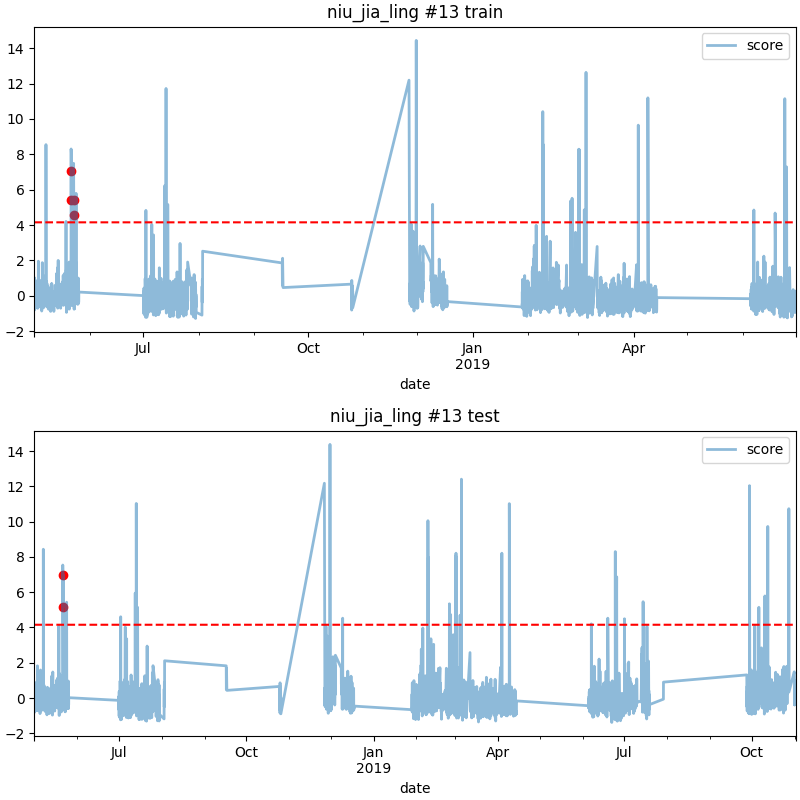 niu_jia_ling #13 train
score
14
12
10
8
6
4
2
0
−2
Jul
Oct
Jan
2019
Apr
date
niu_jia_ling #13 test
score
14
12
10
8
6
4
2
0
−2
Jul
Oct
Jan
2019
Apr
Jul
Oct
date